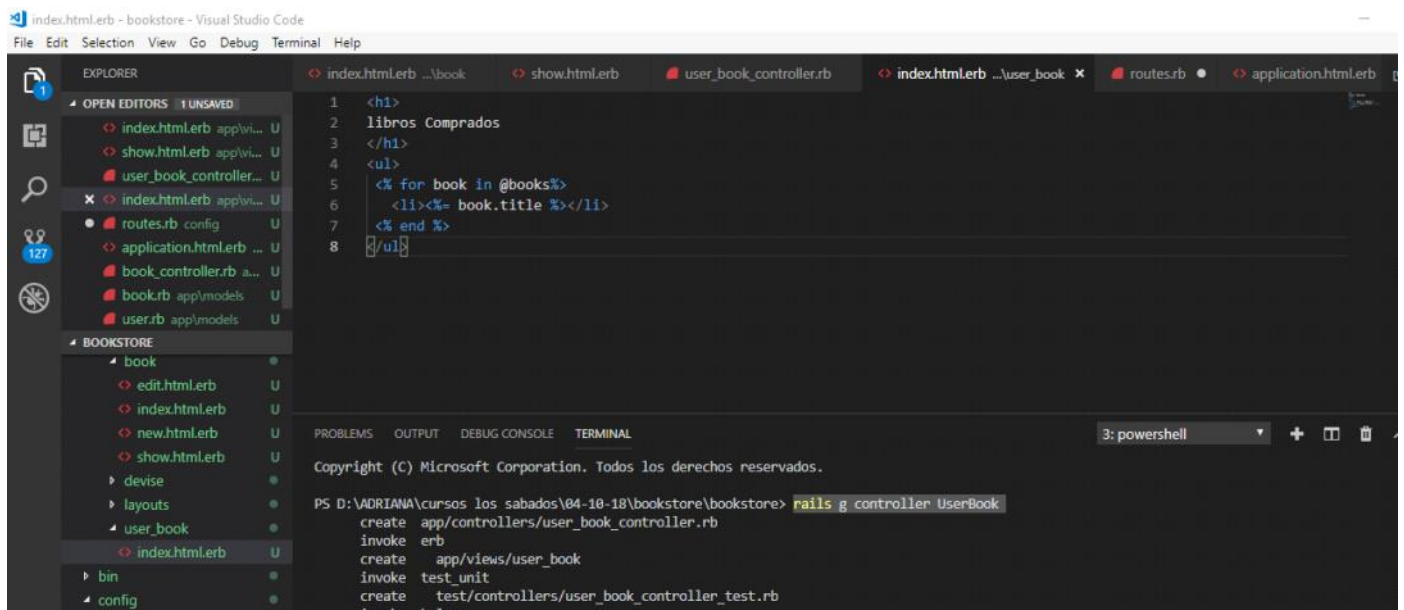 index.html.erb - bookstore - Visual Studio Code
File Edit Selection View Go Debug Terminal Help
EXPLORER
index.html.erb ...\book show.html.erb user_book_controller.rb index.html.erb ...\user_book × routes.rb ● application.html.erb
1
OPEN EDITORS 1 UNSAVED
index.html.erb app\vi... U
show.html.erb app\vi... U
user_book_controller... U
index.html.erb app\vi... U
routes.rb config U
application.html.erb ... U
book_controller.rb a... U
book.rb app\models U
user.rb app\models U
127
BOOKSTORE
book
edit.html.erb U
index.html.erb U
new.html.erb U
show.html.erb U
devise
layouts
user_book
index.html.erb U
bin
config
1 <h1>
2 libros Comprados
3 </h1>
4 <ul>
5 <% for book in @books%>
6 <li><%= book.title %></li>
7 <% end %>
8 </ul>
PROBLEMS OUTPUT DEBUG CONSOLE TERMINAL 3: powershell
Copyright (C) Microsoft Corporation. Todos los derechos reservados.
PS D:\ADRIANA\cursos los sabados\04-10-18\bookstore\bookstore> rails g controller UserBook
create app/controllers/user_book_controller.rb
invoke erb
create app/views/user_book
invoke test_unit
create test/controllers/user_book_controller_test.rb